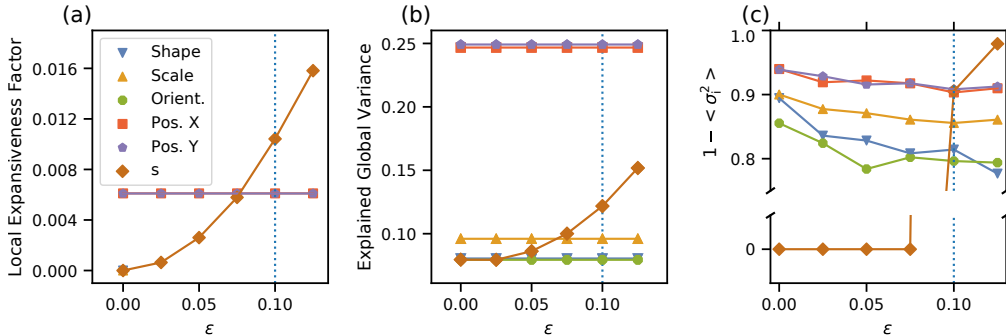 (a)
Local Expansiveness Factor
0.016
0.012
0.008
0.004
0.000
Shape
Scale
Orient.
Pos. X
Pos. Y
s
0.00
0.05
0.10
ε
(b)
Explained Global Variance
0.25
0.20
0.15
0.10
0.00
0.05
0.10
ε
(c)
1 − < σ_i^2 >
1.0
0.9
0.8
0
0.00
0.05
0.10
ε